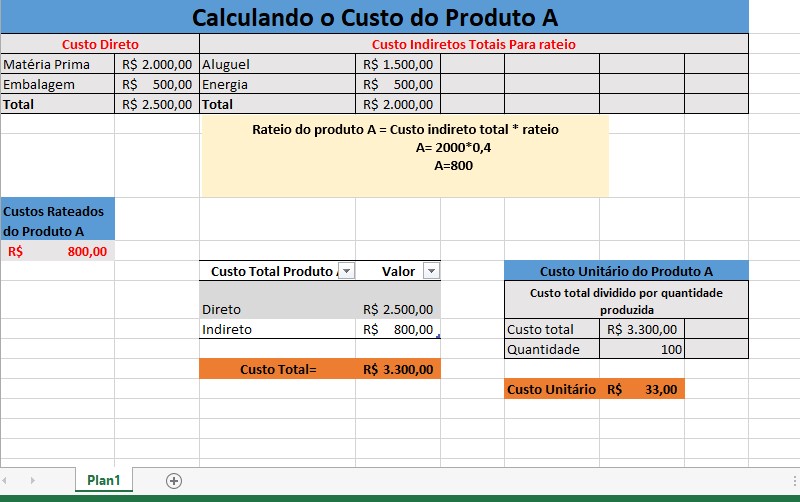 Calculando o Custo do Produto A
Custo Direto Custo Indiretos Totais Para rateio
Matéria Prima R$ 2.000,00 Aluguel R$ 1.500,00
Embalagem R$ 500,00 Energia R$ 500,00
Total R$ 2.500,00 Total R$ 2.000,00
Rateio do produto A = Custo indireto total * rateio
A= 2000*0,4
A=800
Custos Rateados
do Produto A
R$ 800,00
Custo Total Produto Valor
Direto R$ 2.500,00
Indireto R$ 800,00
Custo Total= R$ 3.300,00
Custo Unitário do Produto A
Custo total dividido por quantidade
produzida
Custo total R$ 3.300,00
Quantidade 100
Custo Unitário R$ 33,00
Plan1